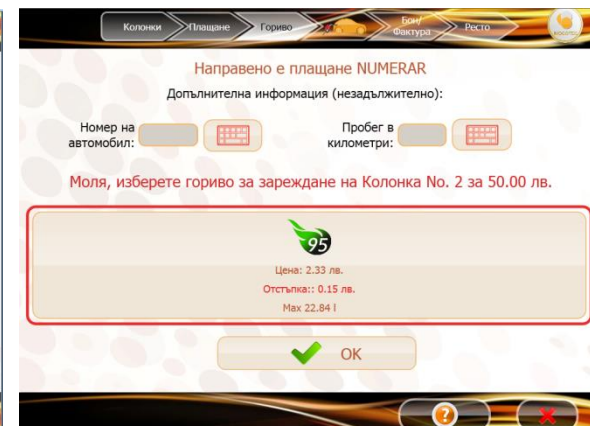 Колонки
Плащане
Гориво
Бон/
Фактура
Ресто
Направено е плащане NUMERAR
Допълнителна информация (незадължително):
Номер на
автомобил:
Пробег в
километри:
Моля, изберете гориво за зареждане на Колонка No. 2 за 50.00 лв.
95
Цена: 2.33 лв.
Отстъпка:: 0.15 лв.
Max 22.84 l
OK
?